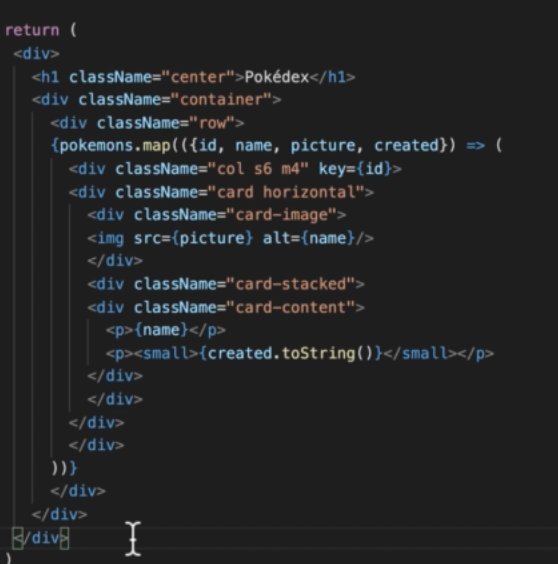 return (
<div>
<h1 className="center">Pokédex</h1>
<div className="container">
<div className="row">
{pokemons.map(({id, name, picture, created}) => (
<div className="col s6 m4" key={id}>
<div className="card horizontal">
<div className="card-image">
<img src={picture} alt={name}/>
</div>
<div className="card-stacked">
<div className="card-content">
<p>{name}</p>
<p><small>{created.toString()}</small></p>
</div>
</div>
</div>
</div>
))}
</div>
</div>
</div>
)